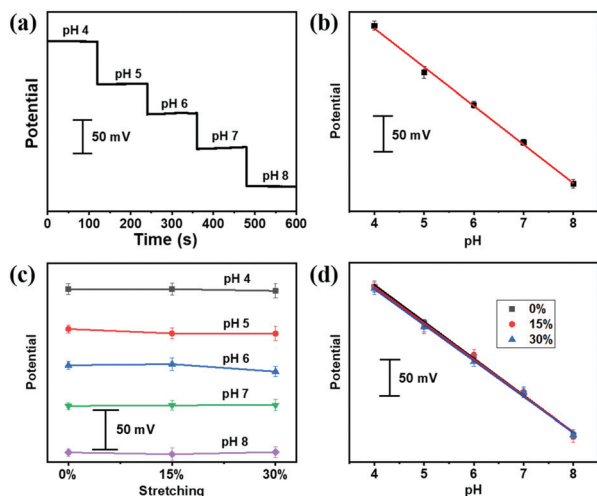 (a)
pH 4
pH 5
pH 6
pH 7
pH 8
50 mV
Potential
0 100 200 300 400 500 600
Time (s)
(b)
50 mV
Potential
4 5 6 7 8
pH
(c)
pH 4
pH 5
pH 6
pH 7
50 mV
pH 8
Potential
0% 15% 30%
Stretching
(d)
0%
15%
30%
50 mV
Potential
4 5 6 7 8
pH